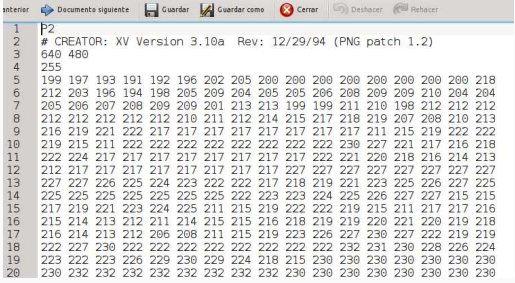 anterior Documento siguiente Guardar Guardar como Cerrar Deshacer Rehacer
1 P2
2 # CREATOR: XV Version 3.10a Rev: 12/29/94 (PNG patch 1.2)
3 640 480
4 255
5 199 197 193 191 192 196 202 205 200 200 200 200 200 200 200 200 218
6 212 203 196 194 198 205 209 204 205 205 206 208 209 209 210 204 204
7 205 206 207 208 209 209 201 213 213 199 199 211 210 198 212 212 212
8 212 212 212 212 212 210 211 212 214 215 217 218 219 207 208 210 213
9 216 219 221 222 217 217 217 217 217 217 217 217 211 215 219 222 222
10 219 215 211 222 222 222 222 222 222 222 222 230 227 221 217 216 218
11 222 224 217 217 217 217 217 217 217 217 222 221 220 218 216 214 213
12 212 217 217 217 217 217 217 217 217 227 227 227 227 227 227 227 227
13 227 227 226 225 224 223 222 222 217 218 219 221 223 225 226 227 225
14 225 225 225 225 225 225 225 222 223 223 224 225 226 227 227 215 215
15 217 219 221 223 224 225 211 215 219 222 222 222 219 215 211 217 217 216
16 215 214 213 212 211 214 215 215 216 218 219 219 220 221 220 219 218
17 216 214 213 212 206 208 211 215 219 223 226 227 230 227 222 219 219
18 222 227 230 222 222 222 222 222 222 222 222 232 231 230 228 226 224
19 223 222 223 226 229 230 229 224 218 215 230 230 230 230 230 230 230
20 230 232 232 232 232 232 232 232 232 230 230 230 230 230 230 230 230